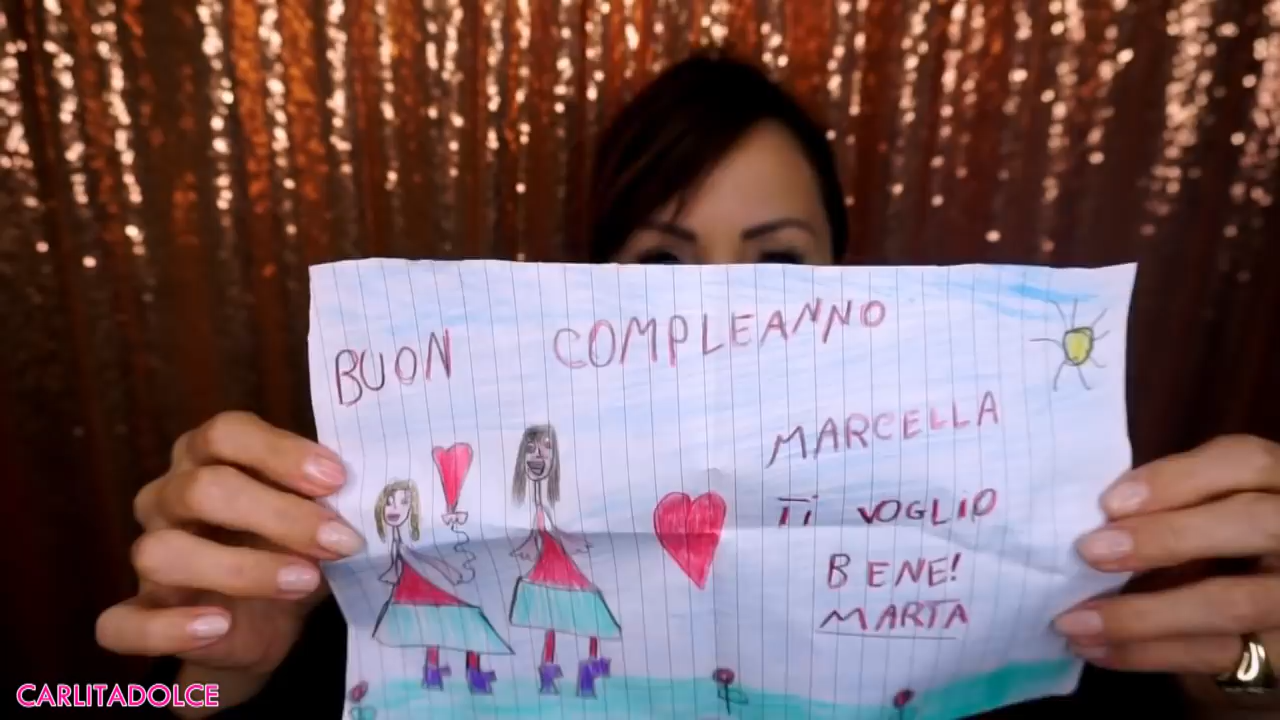 BUON COMPLEANNO
MARCELLA
Ti VOGLiO
BENE!
MARTA
CARLITADOLCE